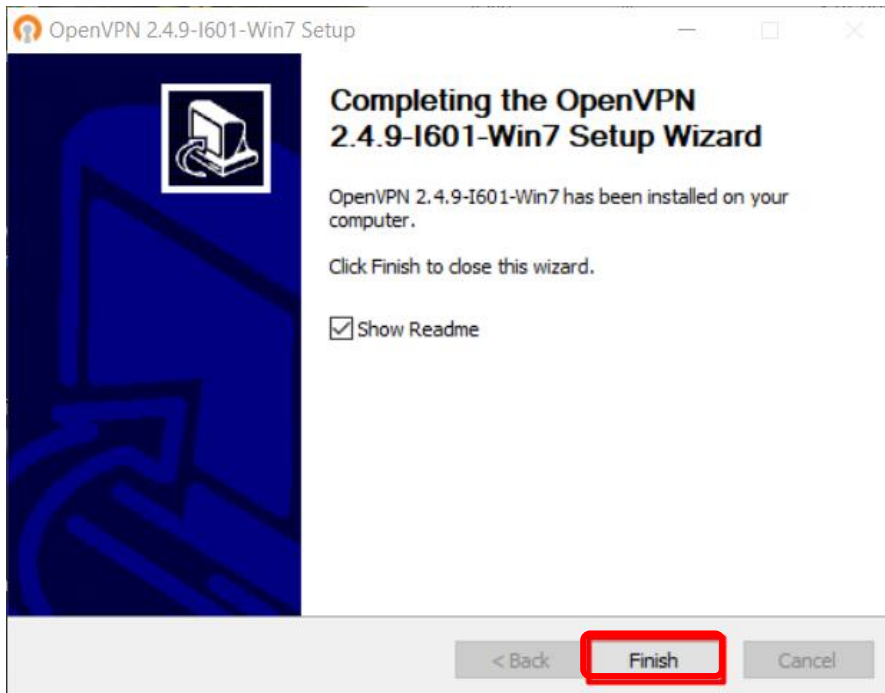 OpenVPN 2.4.9-I601-Win7 Setup
Completing the OpenVPN
2.4.9-I601-Win7 Setup Wizard
OpenVPN 2.4.9-I601-Win7 has been installed on your
computer.
Click Finish to close this wizard.
Show Readme
< Back Finish Cancel